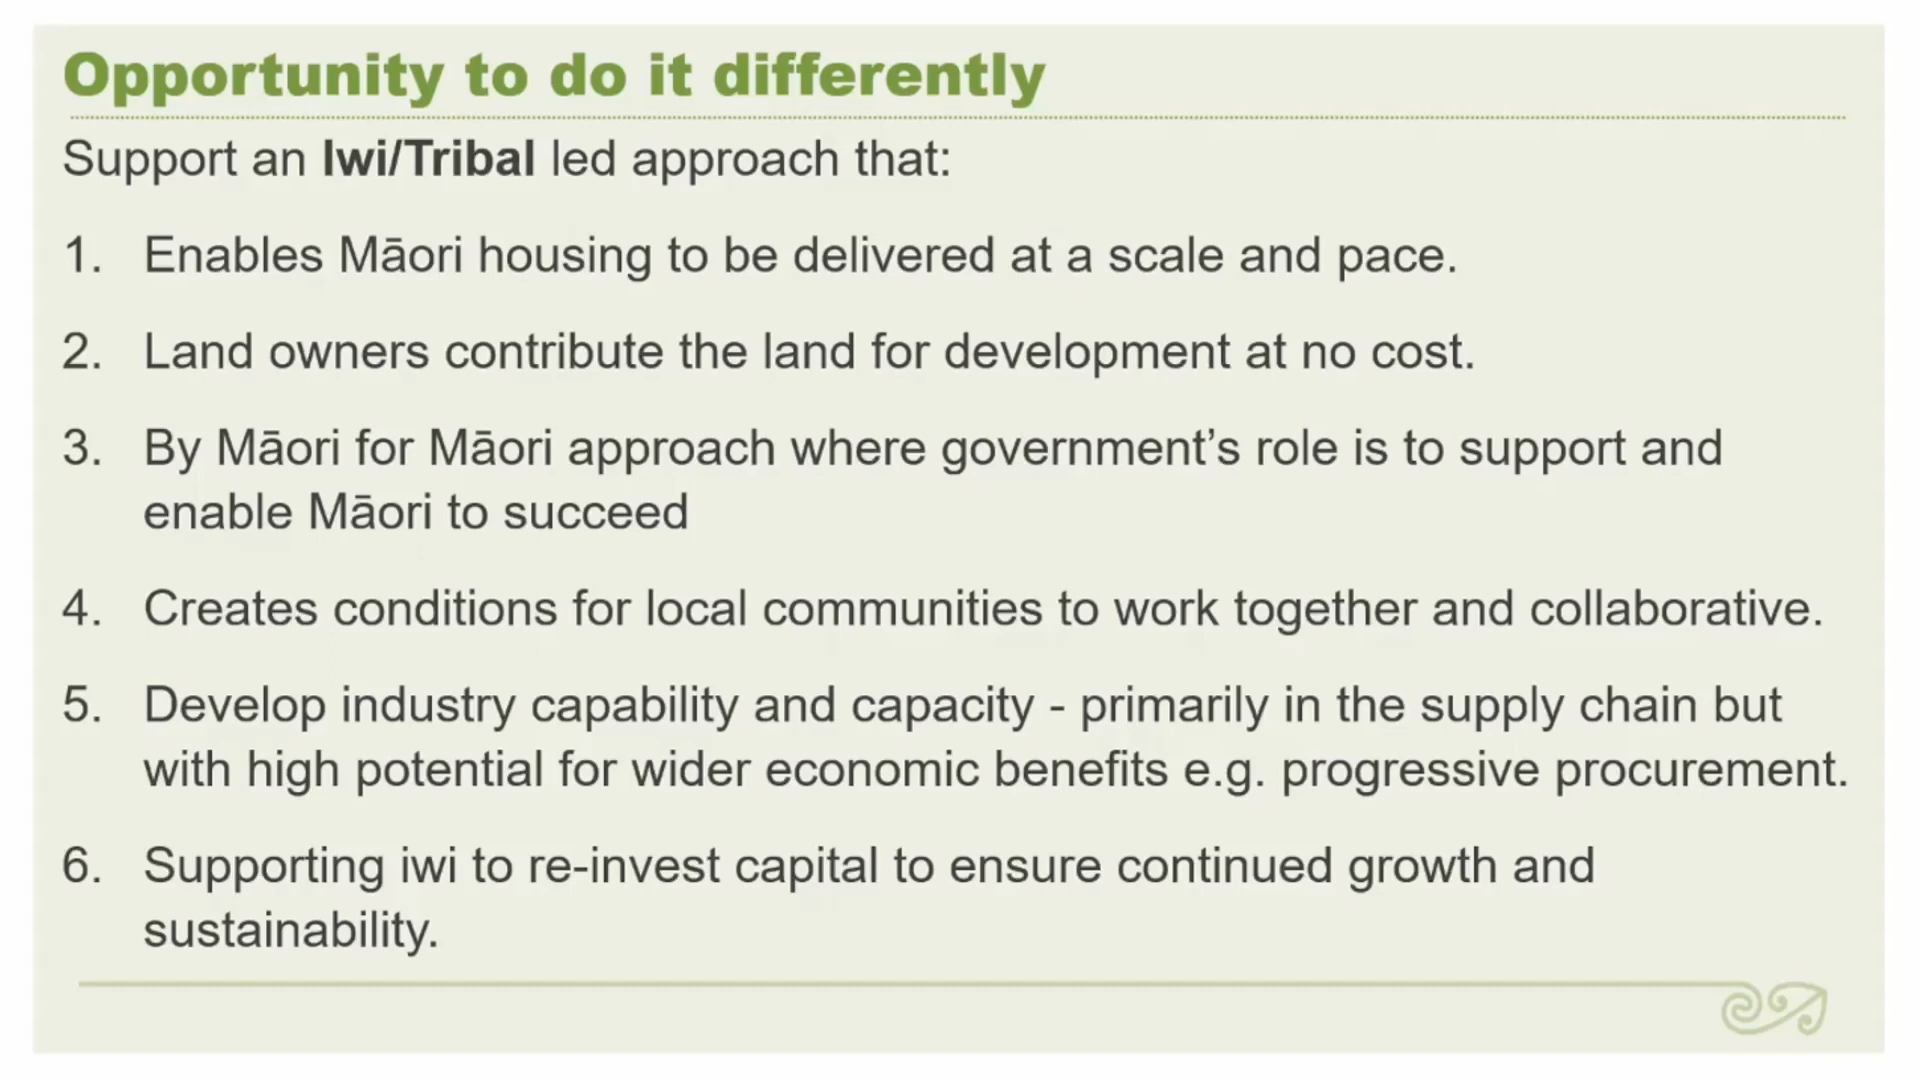 Opportunity to do it differently
Support an Iwi/Tribal led approach that:
1. Enables Māori housing to be delivered at a scale and pace.
2. Land owners contribute the land for development at no cost.
3. By Māori for Māori approach where government’s role is to support and
enable Māori to succeed
4. Creates conditions for local communities to work together and collaborative.
5. Develop industry capability and capacity - primarily in the supply chain but
with high potential for wider economic benefits e.g. progressive procurement.
6. Supporting iwi to re-invest capital to ensure continued growth and
sustainability.